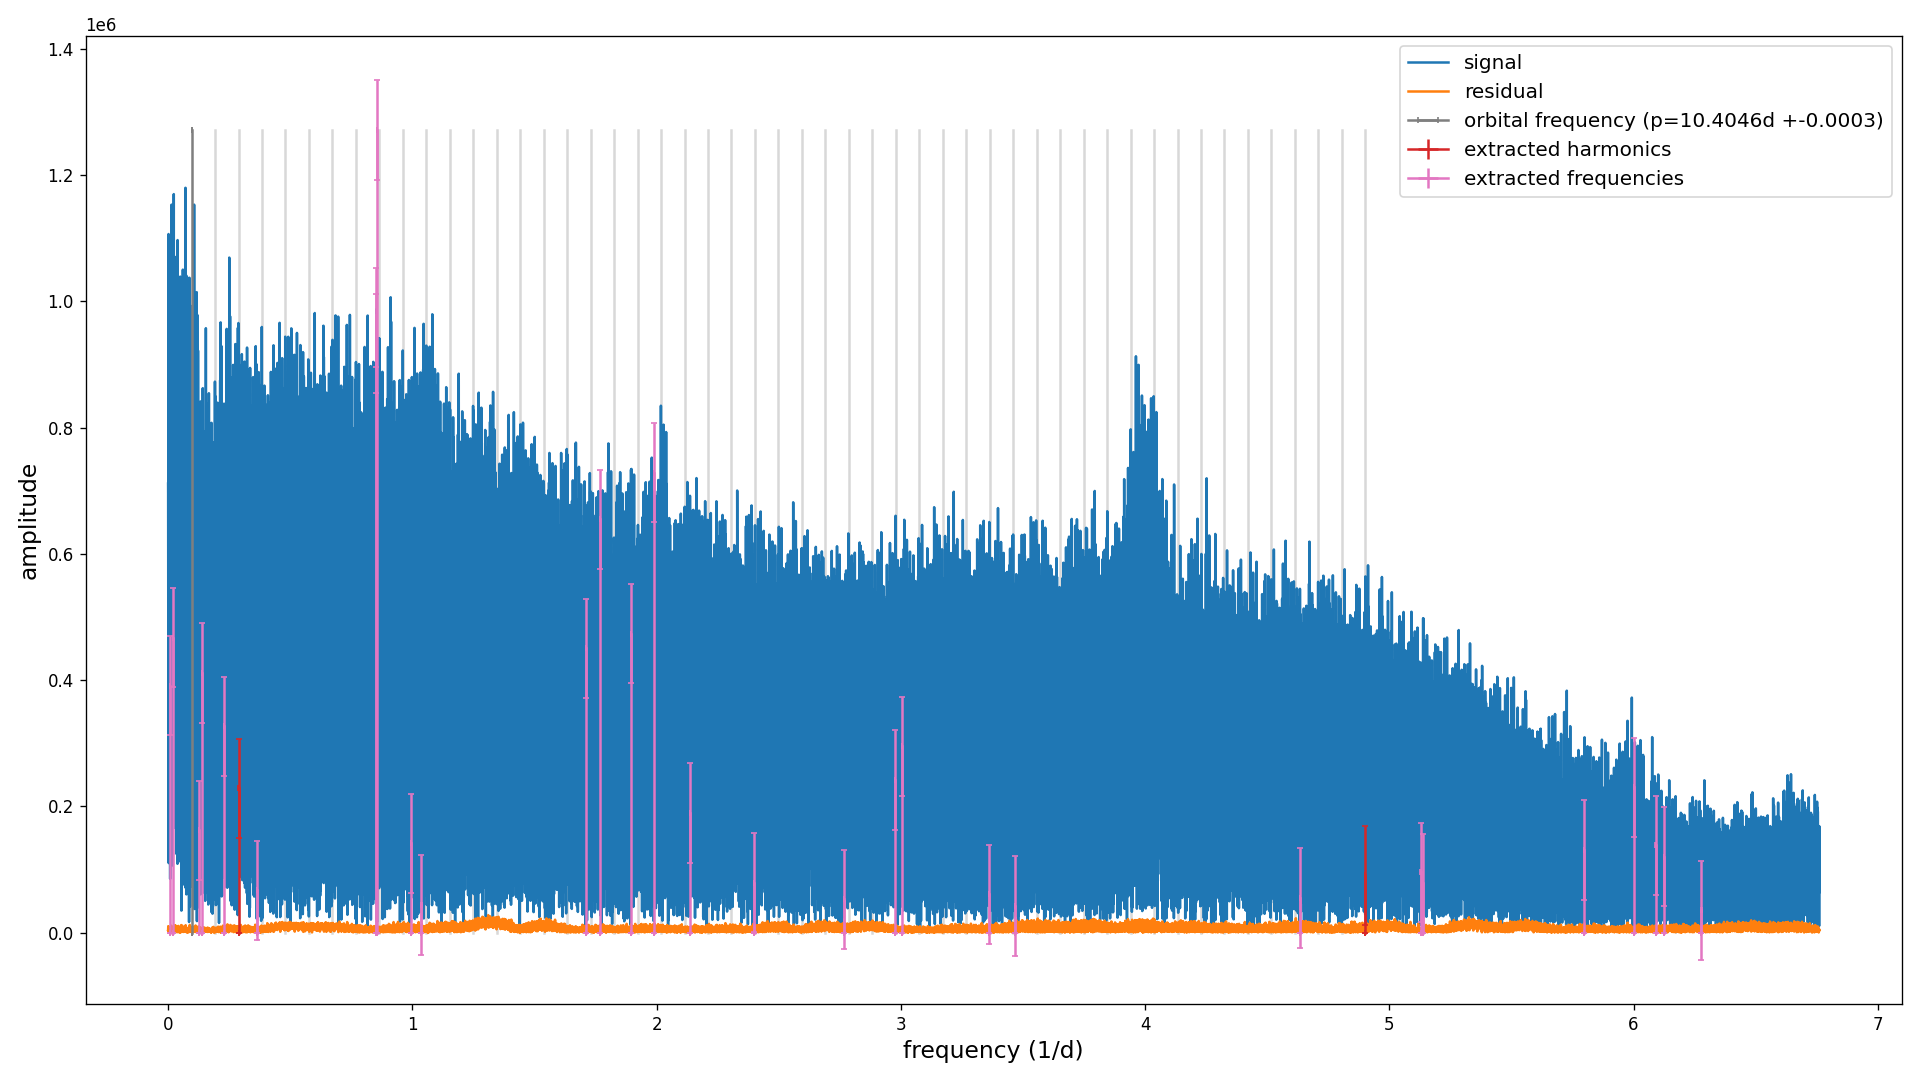 1e6
1.4
1.2
1.0
0.8
0.6
0.4
0.2
0.0
amplitude
signal
residual
orbital frequency (p=10.4046d +-0.0003)
extracted harmonics
extracted frequencies
0 1 2 3 4 5 6 7
frequency (1/d)